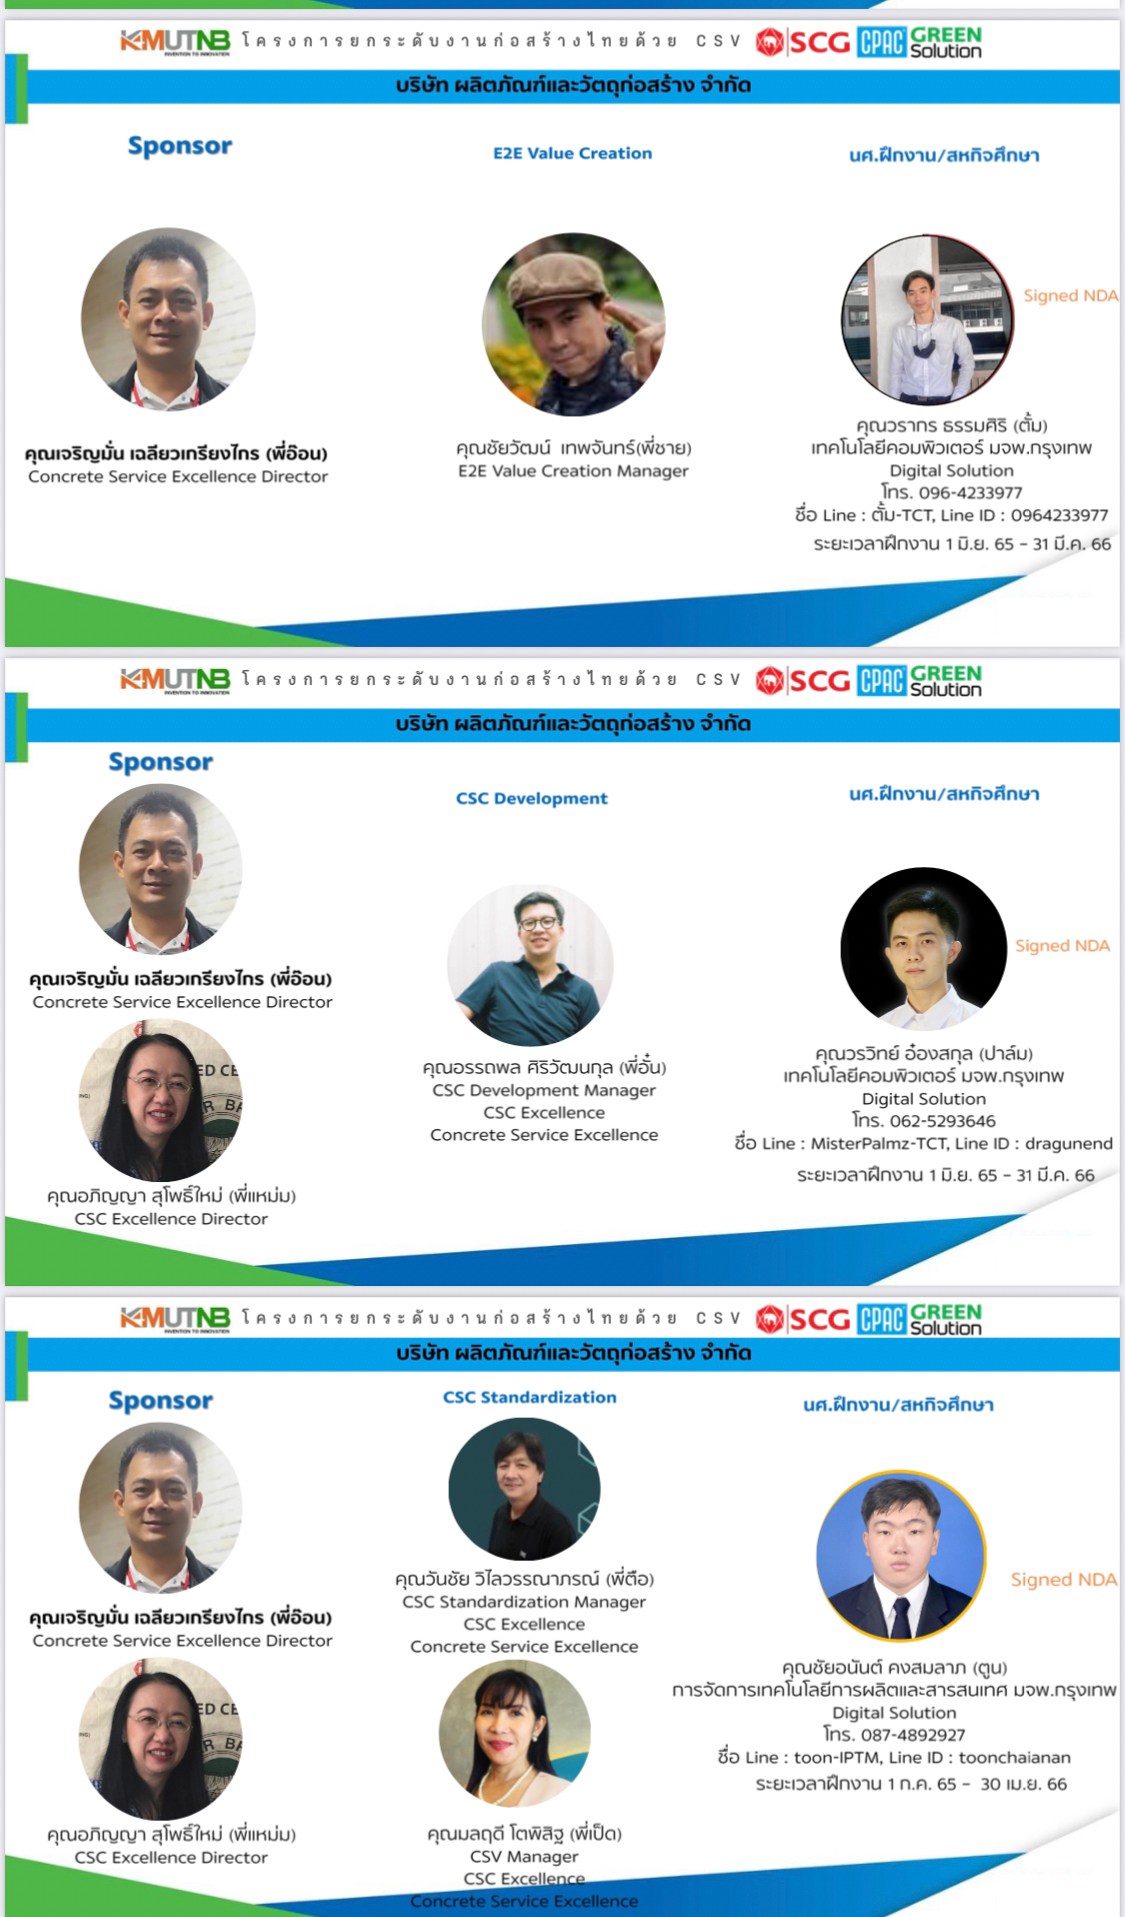 KMUTNB โครงการยกระดับงานก่อสร้างไทยด้วย CSV SCG CPAC GREEN Solution
INVENTION TO INNOVATION
บริษัท ผลิตภัณฑ์และวัตถุก่อสร้าง จำกัด
Sponsor
คุณเจริญมั่น เฉลียวเกรียงไกร (พี่อ๊อน)
Concrete Service Excellence Director
E2E Value Creation
คุณชัยวัฒน์ เทพจันทร์(พี่ชาย)
E2E Value Creation Manager
นศ.ฝึกงาน/สหกิจศึกษา
Signed NDA
คุณวรากร ธรรมศิริ (ตั้ม)
เทคโนโลยีคอมพิวเตอร์ มจพ.กรุงเทพ
Digital Solution
โทร. 096-4233977
ชื่อ Line : ตั้ม-TCT, Line ID : 0964233977
ระยะเวลาฝึกงาน 1 มิ.ย. 65 – 31 มี.ค. 66
KMUTNB โครงการยกระดับงานก่อสร้างไทยด้วย CSV SCG CPAC GREEN Solution
INVENTION TO INNOVATION
บริษัท ผลิตภัณฑ์และวัตถุก่อสร้าง จำกัด
Sponsor
คุณเจริญมั่น เฉลียวเกรียงไกร (พี่อ๊อน)
Concrete Service Excellence Director
คุณอภิญญา สุโพธิ์ใหม่ (พี่แหม่ม)
CSC Excellence Director
CSC Development
คุณอรรถพล ศิริวัฒนกุล (พี่อั๋น)
CSC Development Manager
CSC Excellence
Concrete Service Excellence
นศ.ฝึกงาน/สหกิจศึกษา
Signed NDA
คุณวรวิทย์ อ๋องสกุล (ปาล์ม)
เทคโนโลยีคอมพิวเตอร์ มจพ.กรุงเทพ
Digital Solution
โทร. 062-5293646
ชื่อ Line : MisterPalmz-TCT, Line ID : dragunend
ระยะเวลาฝึกงาน 1 มิ.ย. 65 – 31 มี.ค. 66
KMUTNB โครงการยกระดับงานก่อสร้างไทยด้วย CSV SCG CPAC GREEN Solution
INVENTION TO INNOVATION
บริษัท ผลิตภัณฑ์และวัตถุก่อสร้าง จำกัด
Sponsor
คุณเจริญมั่น เฉลียวเกรียงไกร (พี่อ๊อน)
Concrete Service Excellence Director
คุณอภิญญา สุโพธิ์ใหม่ (พี่แหม่ม)
CSC Excellence Director
CSC Standardization
คุณวันชัย วิไลวรรณาภรณ์ (พี่ตือ)
CSC Standardization Manager
CSC Excellence
Concrete Service Excellence
คุณมลฤดี โตพิสิฐ (พี่เป็ด)
CSV Manager
CSC Excellence
Concrete Service Excellence
นศ.ฝึกงาน/สหกิจศึกษา
Signed NDA
คุณชัยอนันต์ คงสมลาภ (ตูน)
การจัดการเทคโนโลยีการผลิตและสารสนเทศ มจพ.กรุงเทพ
Digital Solution
โทร. 087-4892927
ชื่อ Line : toon-IPTM, Line ID : toonchaianan
ระยะเวลาฝึกงาน 1 ก.ค. 65 – 30 เม.ย. 66